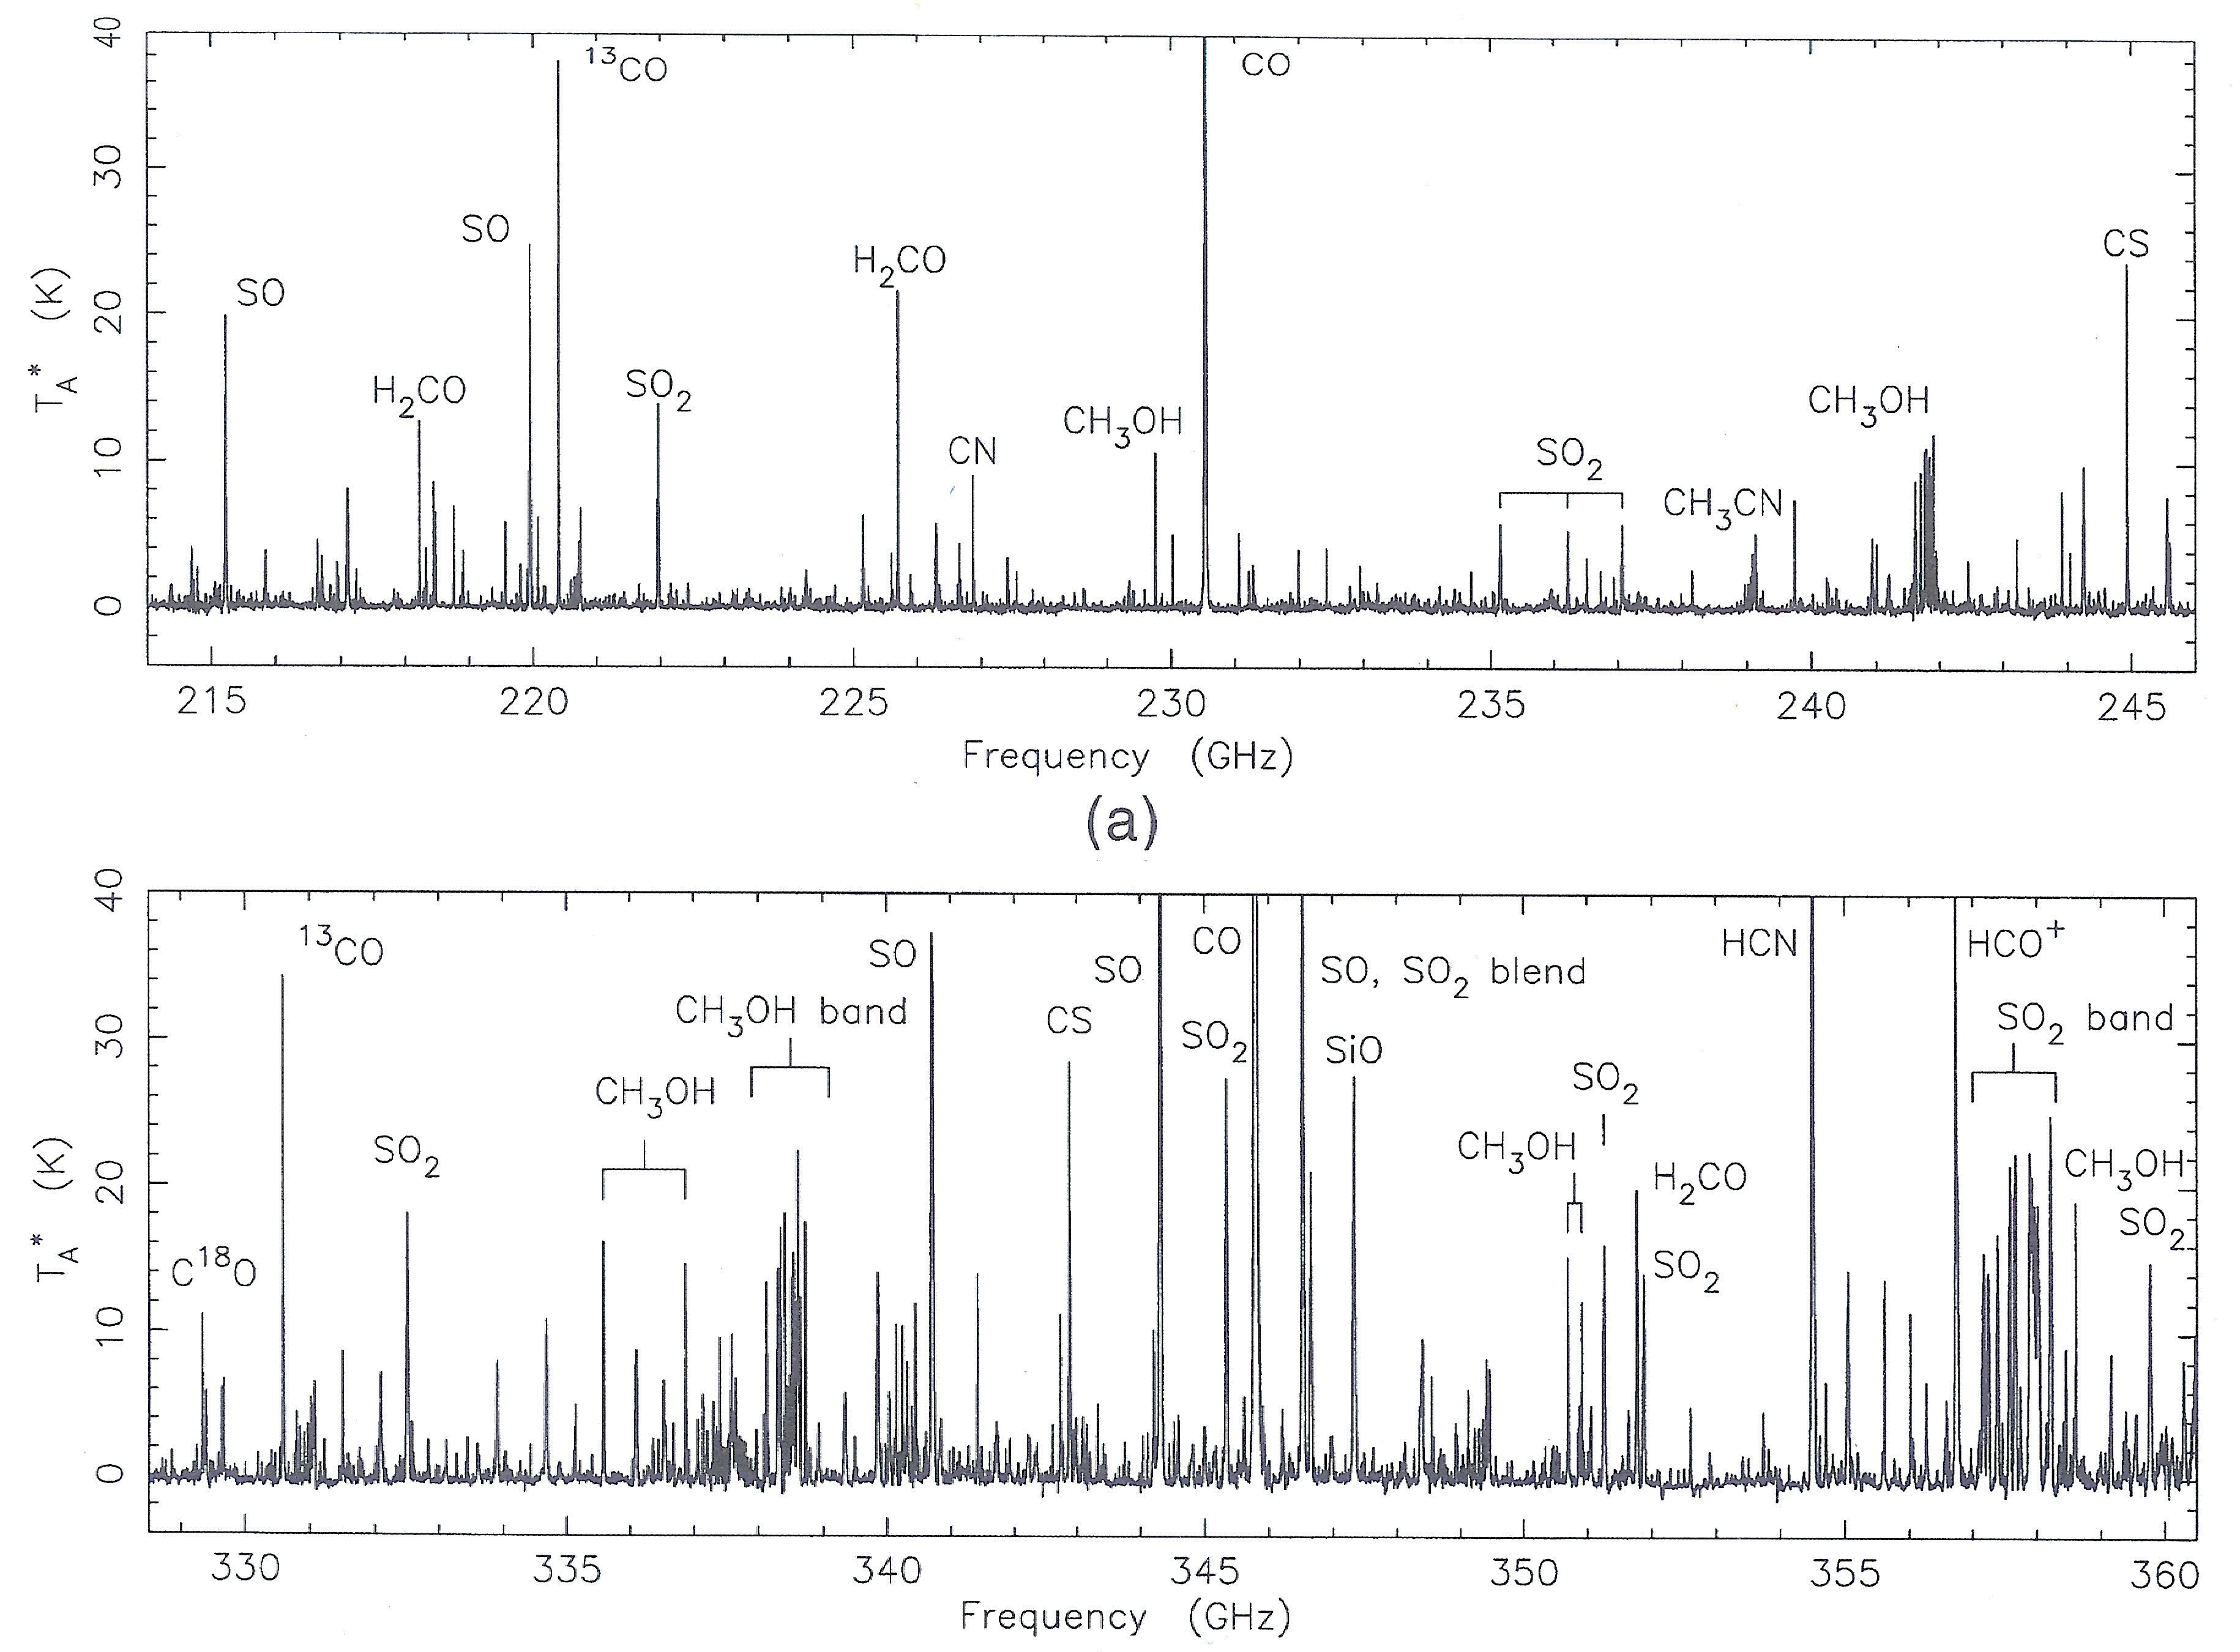 40
30
20
10
0
T_A* (K)
¹³CO
CO
SO
SO
H₂CO
CS
H₂CO
SO₂
CN
CH₃OH
SO₂
CH₃CN
CH₃OH
215 220 225 230 235 240 245
Frequency (GHz)
(a)
40
30
20
10
0
T_A* (K)
¹³CO
SO
CO
HCN
HCO⁺
SO
SO, SO₂ blend
CH₃OH band
CS
SO₂
SiO
SO₂ band
CH₃OH
SO₂
SO₂
CH₃OH
H₂CO
CH₃OH
SO₂
C¹⁸O
SO₂
330 335 340 345 350 355 360
Frequency (GHz)